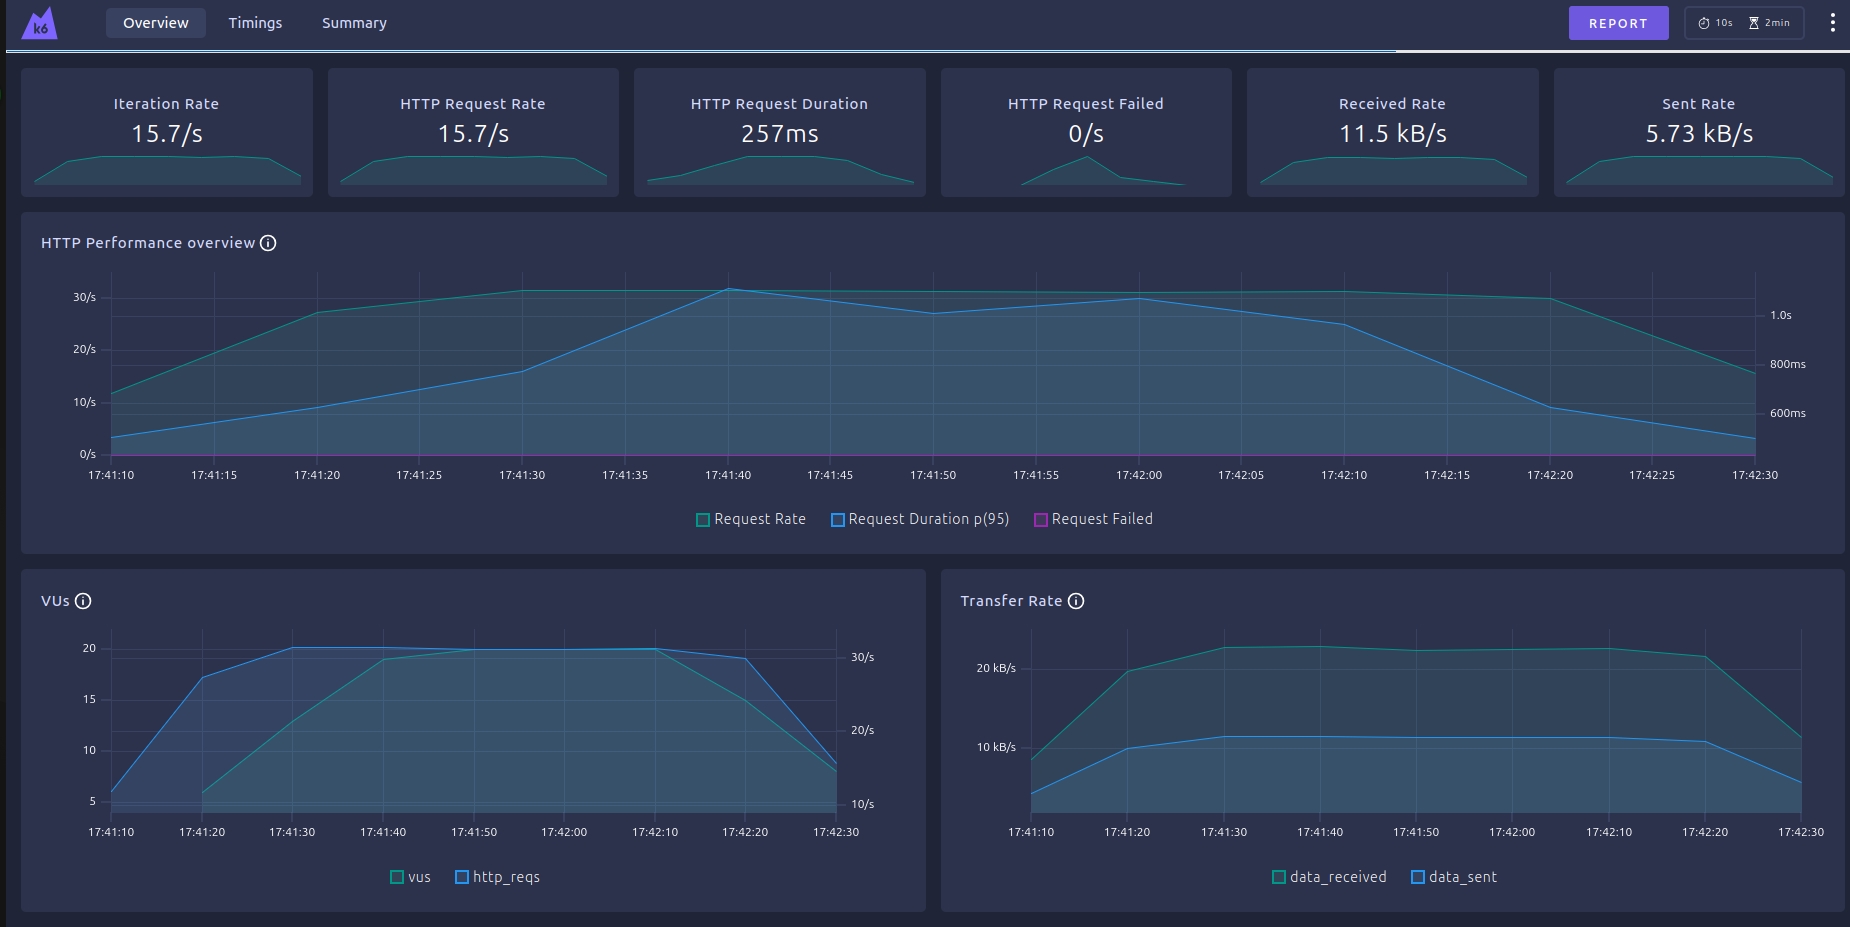 k6 Overview Timings Summary REPORT 10s 2min
Iteration Rate
15.7/s
HTTP Request Rate
15.7/s
HTTP Request Duration
257ms
HTTP Request Failed
0/s
Received Rate
11.5 kB/s
Sent Rate
5.73 kB/s
HTTP Performance overview
30/s
20/s
10/s
0/s
1.0s
800ms
600ms
17:41:10 17:41:15 17:41:20 17:41:25 17:41:30 17:41:35 17:41:40 17:41:45 17:41:50 17:41:55 17:42:00 17:42:05 17:42:10 17:42:15 17:42:20 17:42:25 17:42:30
Request Rate Request Duration p(95) Request Failed
VUs
20
15
10
5
30/s
20/s
10/s
17:41:10 17:41:20 17:41:30 17:41:40 17:41:50 17:42:00 17:42:10 17:42:20 17:42:30
vus http_reqs
Transfer Rate
20 kB/s
10 kB/s
17:41:10 17:41:20 17:41:30 17:41:40 17:41:50 17:42:00 17:42:10 17:42:20 17:42:30
data_received data_sent